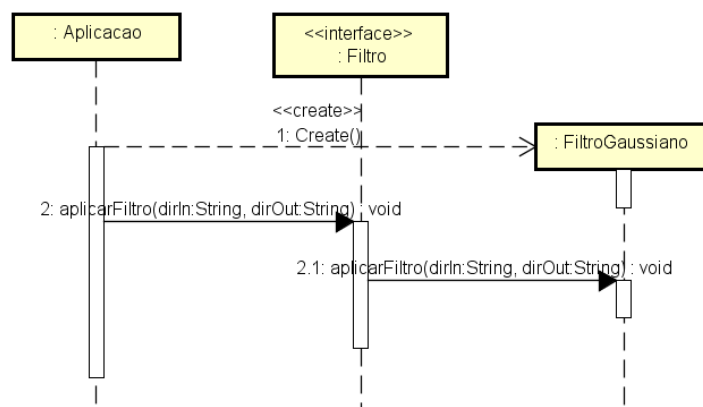 : Aplicacao
<<interface>>
: Filtro
<<create>>
1: Create()
: FiltroGaussiano
2: aplicarFiltro(dirIn:String, dirOut:String) : void
2.1: aplicarFiltro(dirIn:String, dirOut:String) : void